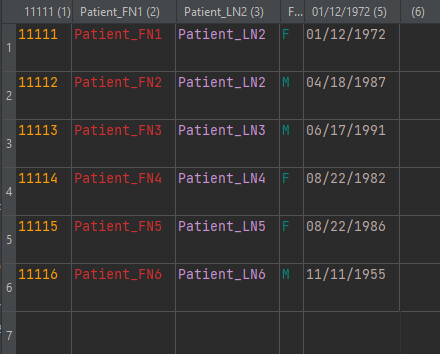 11111 (1) Patient_FN1 (2) Patient_LN2 (3) F... 01/12/1972 (5) (6)
1 11111 Patient_FN1 Patient_LN2 F 01/12/1972
2 11112 Patient_FN2 Patient_LN2 M 04/18/1987
3 11113 Patient_FN3 Patient_LN3 M 06/17/1991
4 11114 Patient_FN4 Patient_LN4 F 08/22/1982
5 11115 Patient_FN5 Patient_LN5 F 08/22/1986
6 11116 Patient_FN6 Patient_LN6 M 11/11/1955
7